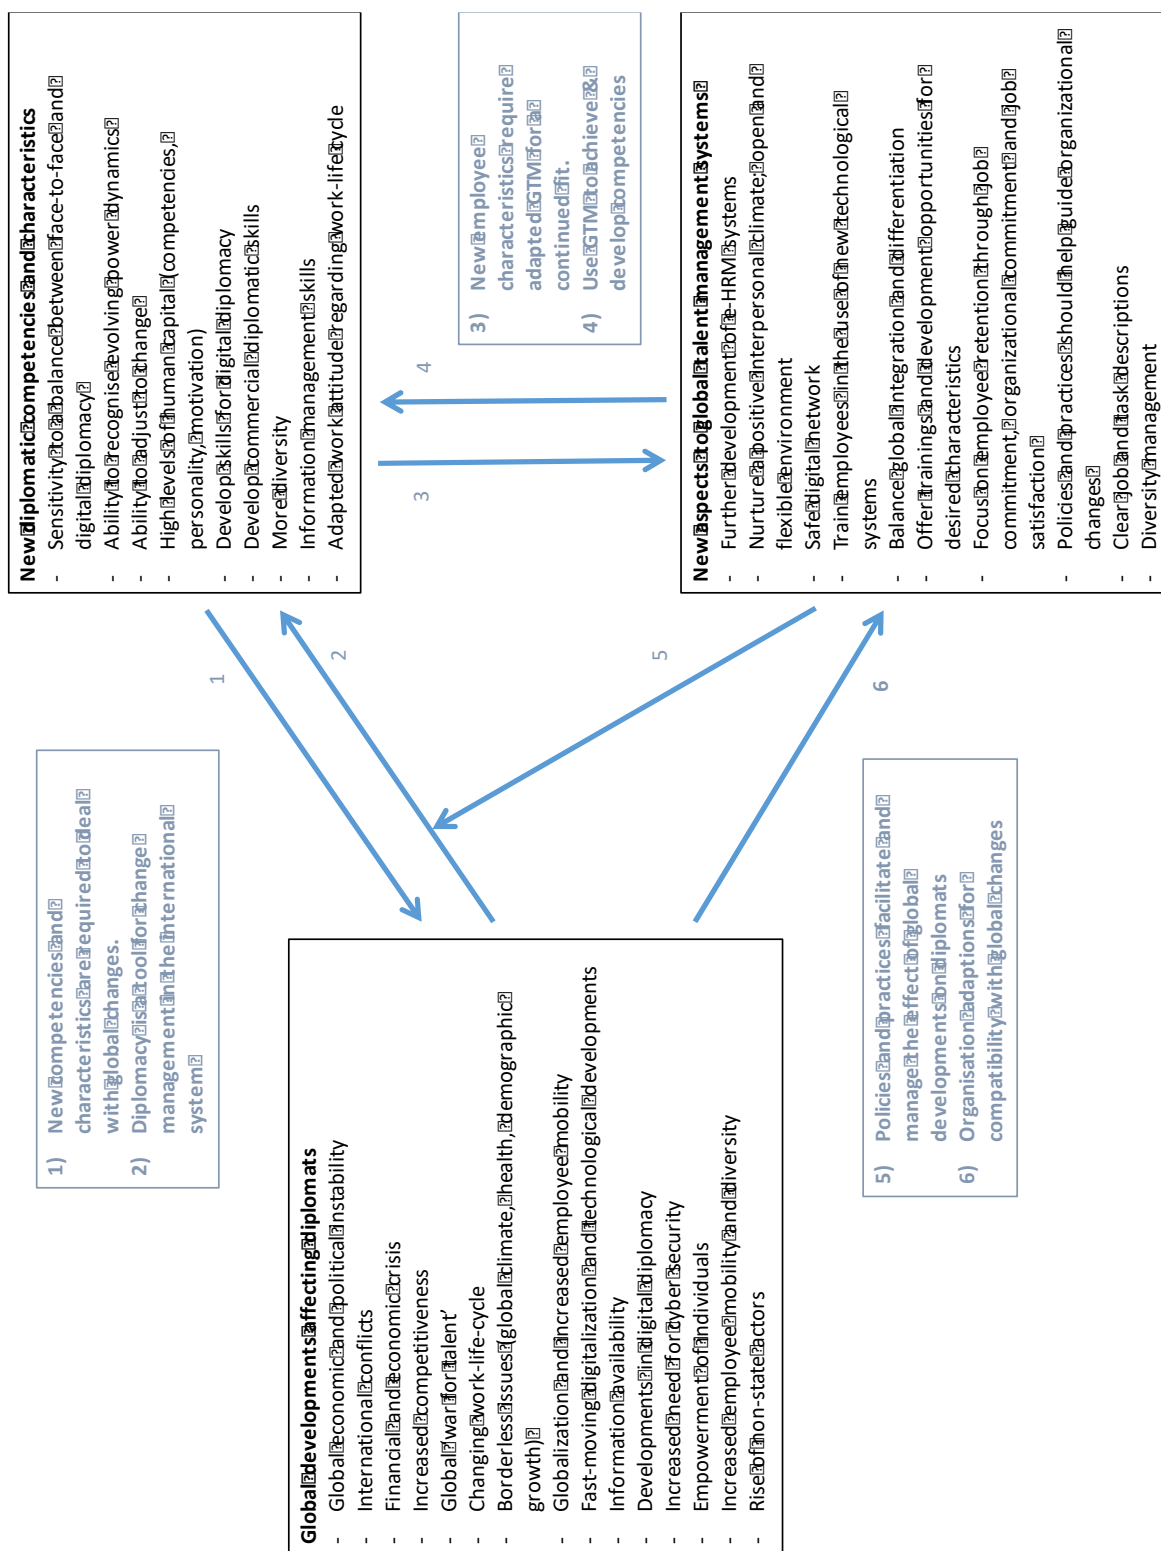 Global developments affecting diplomats
- Global economic and political instability
- International conflicts
- Financial and economic crisis
- Increased competitiveness
- Global 'war for talent'
- Changing work-life-cycle
- Borderless issues (global climate, health, demographic
growth)
- Globalization and increased employee mobility
- Fast-moving digitalization and technological developments
- Information availability
- Developments in digital diplomacy
- Increased need for cyber security
- Empowerment of individuals
- Increased employee mobility and diversity
- Rise of non-state actors
1) New competencies and
characteristics are required to deal
with global changes.
2) Diplomacy is a tool for change
management in the international
system
5) Policies and practices facilitate and
manage the effect of global
developments on diplomats
6) Organisation adaptions for
compatibility with global changes
1
2
5
6
New diplomatic competencies and characteristics
- Sensitivity to a balance between face-to-face and
digital diplomacy
- Ability to recognise evolving power dynamics
- Ability to adjust to change
- High levels of human capital (competencies,
personality, motivation)
- Develop skills for digital diplomacy
- Develop commercial diplomatic skills
- More diversity
- Information management skills
- Adapted work attitude regarding work-life cycle
3
4
3) New employee
characteristics require
adapted GTM for a
continued fit.
4) Use GTM to achieve &
develop competencies
New aspects to global talent management systems
- Further development of e-HRM systems
- Nurture a positive interpersonal climate; open and
flexible environment
- Safe digital network
- Train employees in the use of new technological
systems
- Balance global integration and differentiation
- Offer trainings and development opportunities for
desired characteristics
- Focus on employee retention through job
commitment, organizational commitment and job
satisfaction
- Policies and practices should help guide organizational
changes
- Clear job and task descriptions
- Diversity management